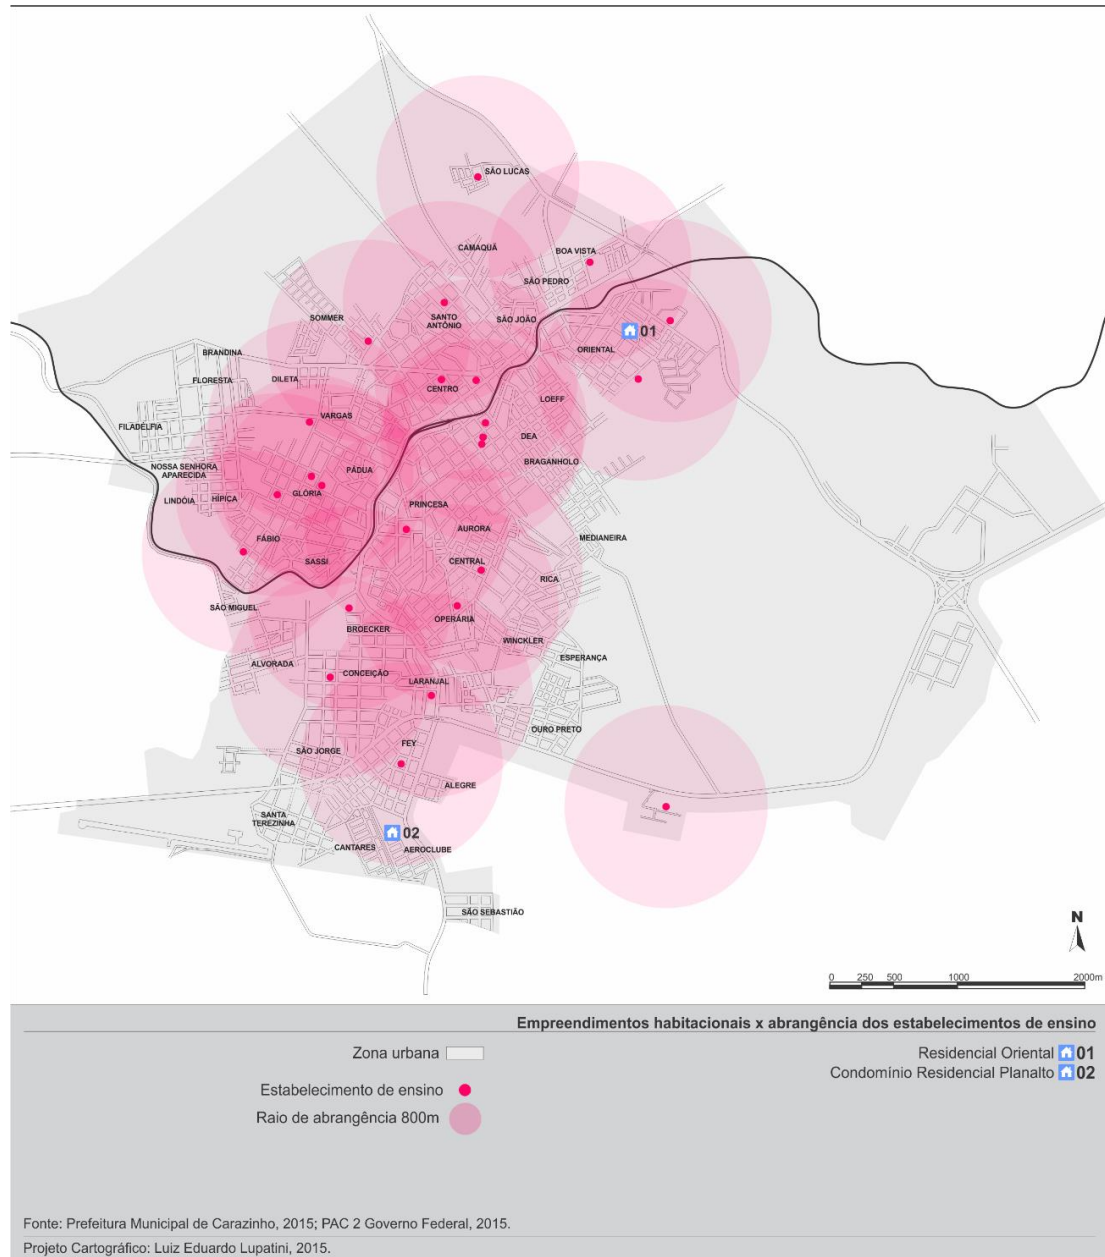 SÃO LUCAS
CAMAQUÃ
BOA VISTA
SÃO PEDRO
SOMMER
SANTO
ANTÔNIO
SÃO JOÃO
01
ORIENTAL
BRANDINA
FLORESTA
DILETA
CENTRO
LOEFF
VARGAS
FILADÉLFIA
DEA
BRAGANHOLO
NOSSA SENHORA
APARECIDA
PÁDUA
LINDÓIA
HÍPICA
GLÓRIA
PRINCESA
AURORA
FÁBIO
MEDIANEIRA
SASSI
CENTRAL
RICA
SÃO MIGUEL
BROECKER
OPERÁRIA
WINCKLER
ALVORADA
ESPERANÇA
CONCEIÇÃO
LARANJAL
OURO PRETO
SÃO JORGE
FEY
ALEGRE
SANTA
TEREZINHA
02
CANTARES
AEROCLUBE
SÃO SEBASTIÃO
N
0 250 500 1000 2000m
Empreendimentos habitacionais x abrangência dos estabelecimentos de ensino
Zona urbana
Residencial Oriental 01
Condomínio Residencial Planalto 02
Estabelecimento de ensino
Raio de abrangência 800m
Fonte: Prefeitura Municipal de Carazinho, 2015; PAC 2 Governo Federal, 2015.
Projeto Cartográfico: Luiz Eduardo Lupatini, 2015.